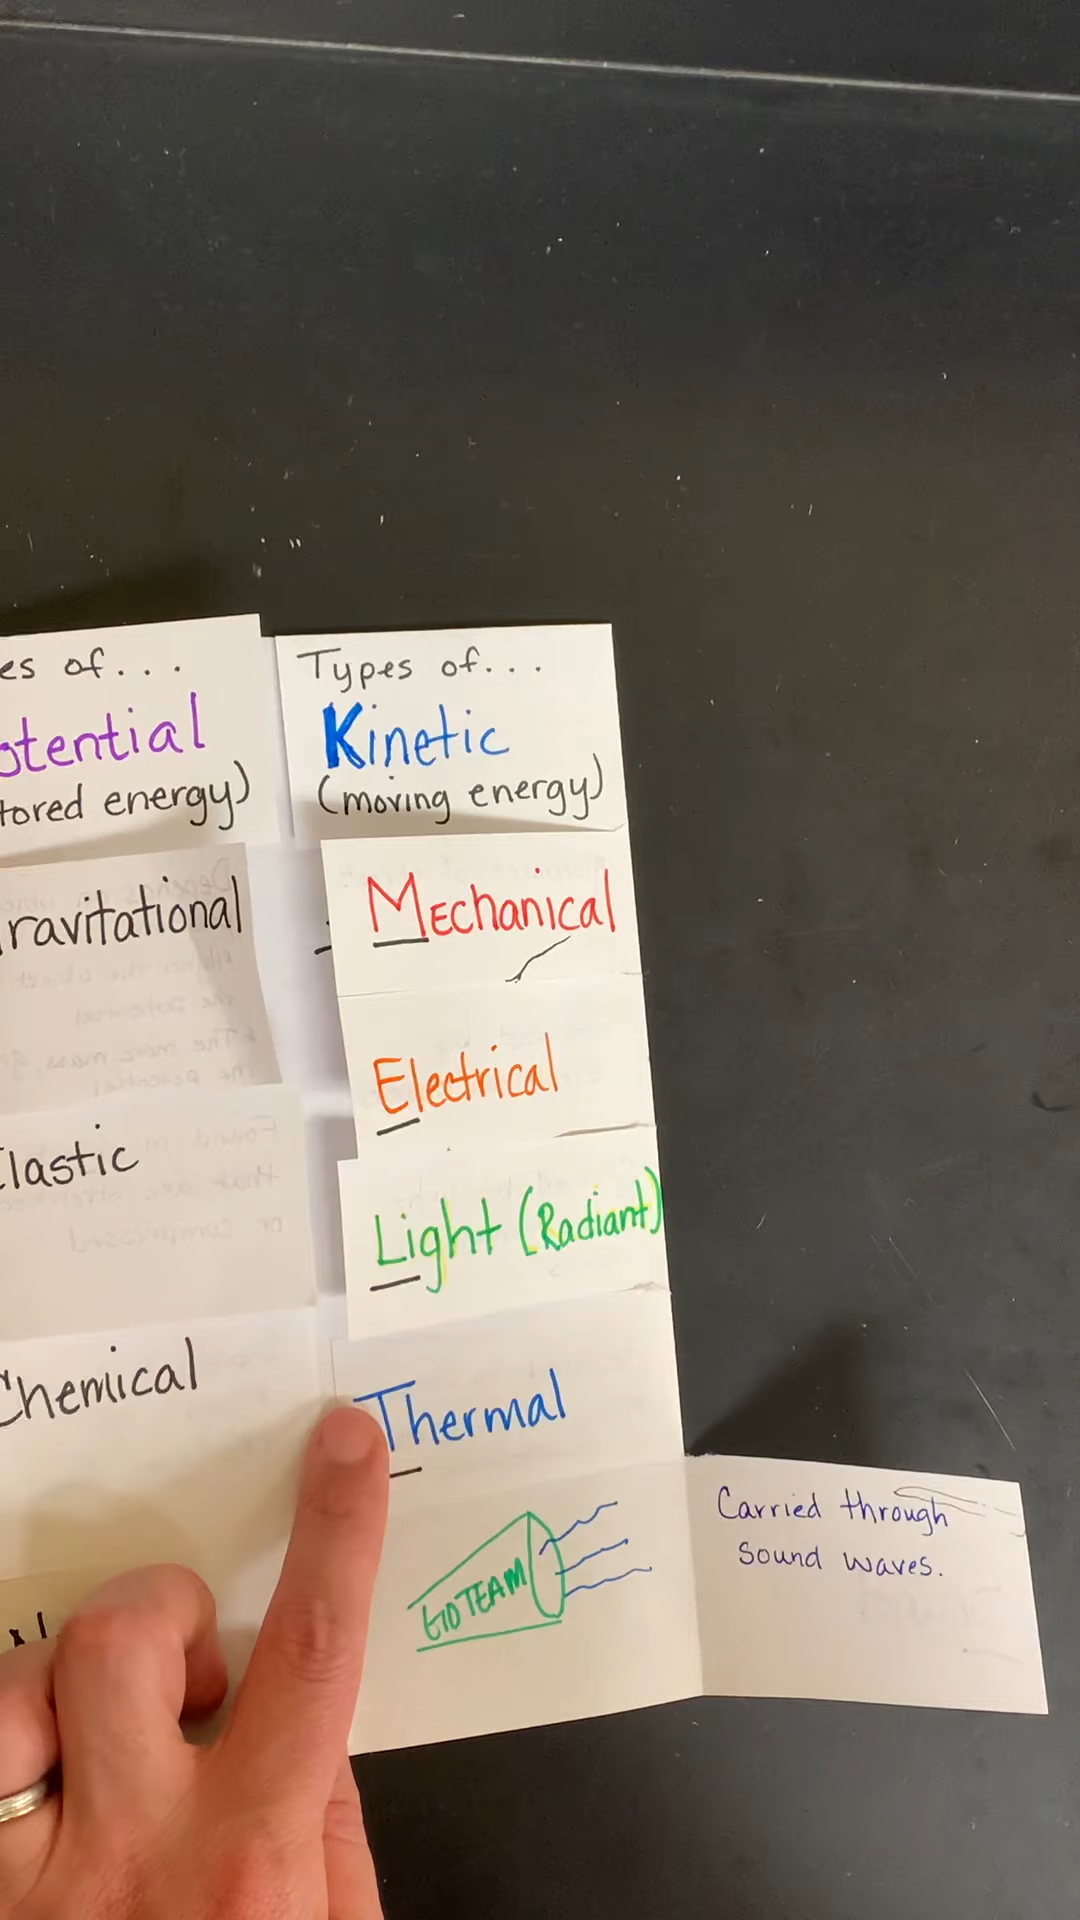 es of...
otential
tored energy)
ravitational
lastic
Chemical
Types of...
Kinetic
(moving energy)
Mechanical
Electrical
Light (Radiant)
Thermal
GO TEAM
Carried through
sound waves.